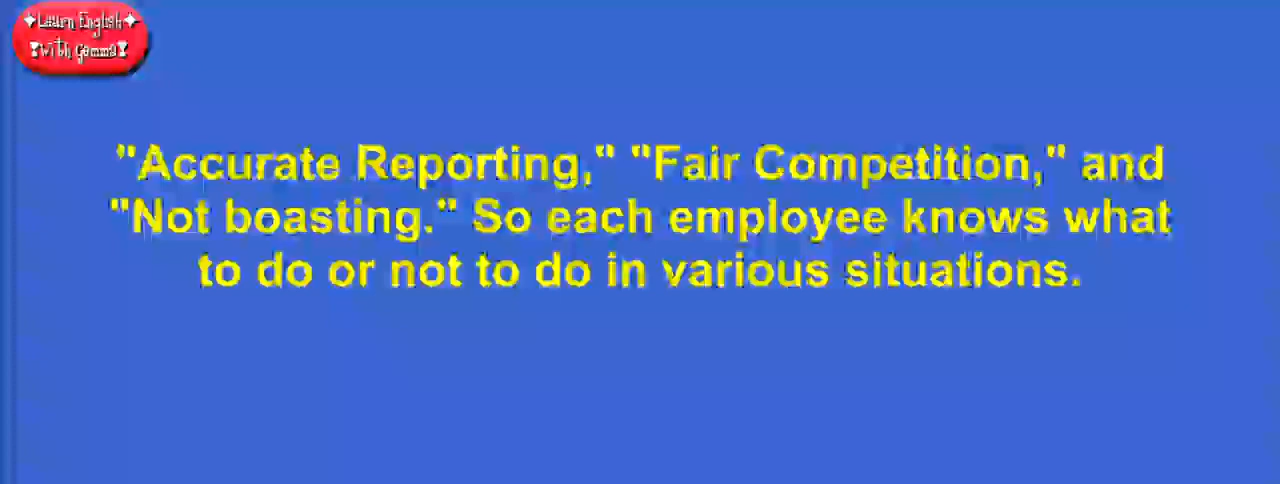 Learn English
with Gemma
"Accurate Reporting," "Fair Competition," and
"Not boasting." So each employee knows what
to do or not to do in various situations.